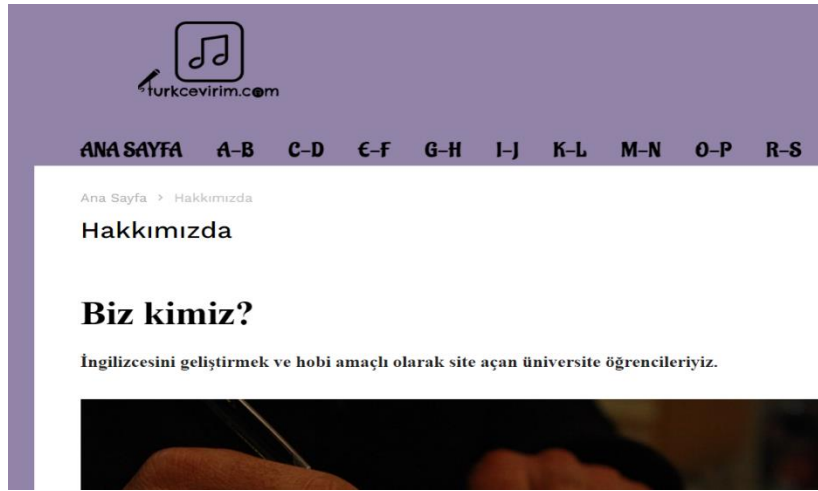 turkcevirim.com
ANA SAYFA A–B C–D E–F G–H I–J K–L M–N O–P R–S
Ana Sayfa > Hakkımızda
Hakkımızda
Biz kimiz?
İngilizcesini geliştirmek ve hobi amaçlı olarak site açan üniversite öğrencileriyiz.